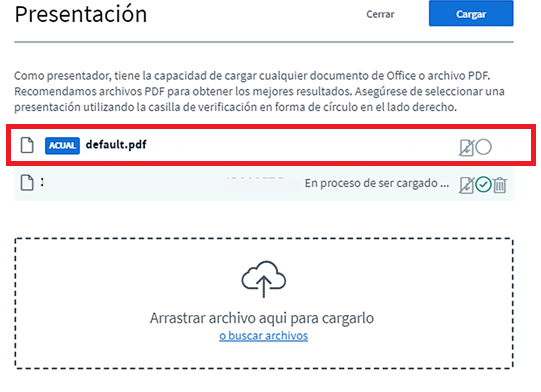 Presentación
Cerrar
Cargar
Como presentador, tiene la capacidad de cargar cualquier documento de Office o archivo PDF.
Recomendamos archivos PDF para obtener los mejores resultados. Asegúrese de seleccionar una
presentación utilizando la casilla de verificación en forma de círculo en el lado derecho.
ACUAL default.pdf
En proceso de ser cargado ...
Arrastrar archivo aqui para cargarlo
o buscar archivos